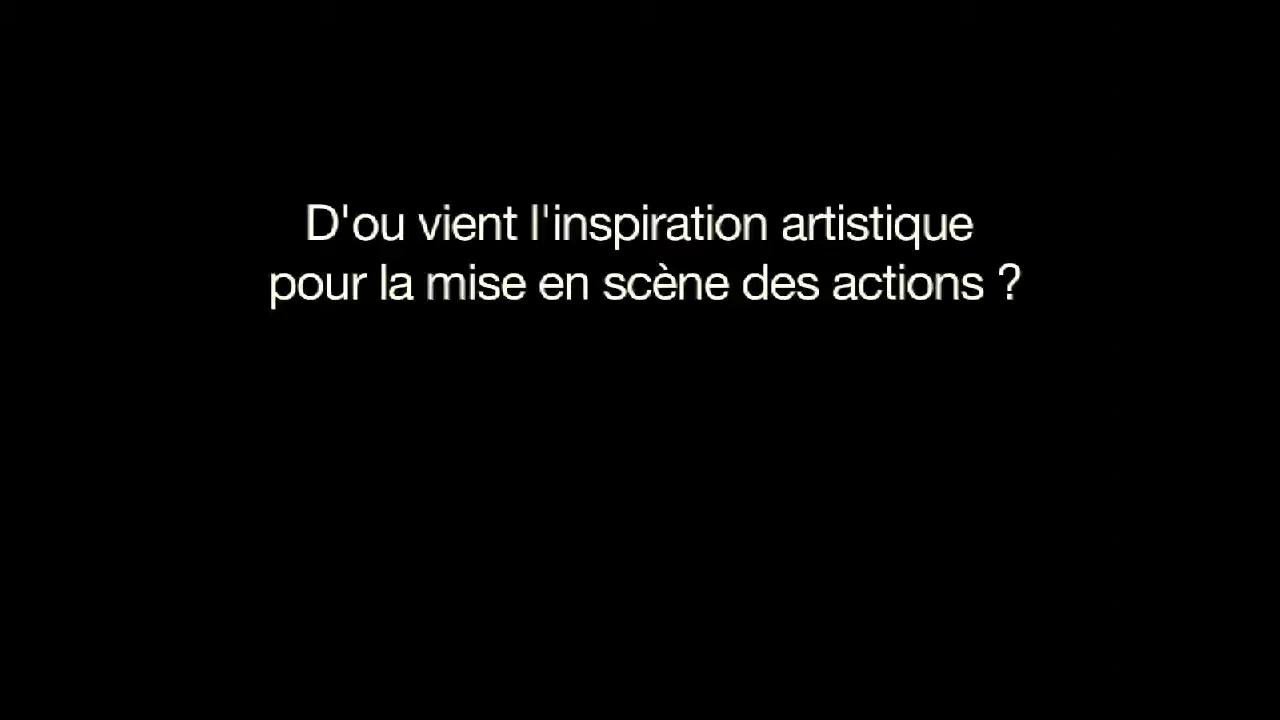 D'ou vient l'inspiration artistique
pour la mise en scène des actions ?